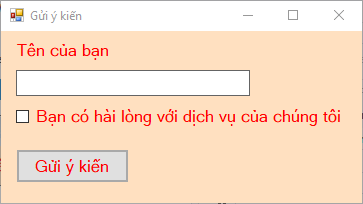 Gửi ý kiến
Tên của bạn
Bạn có hài lòng với dịch vụ của chúng tôi
Gửi ý kiến